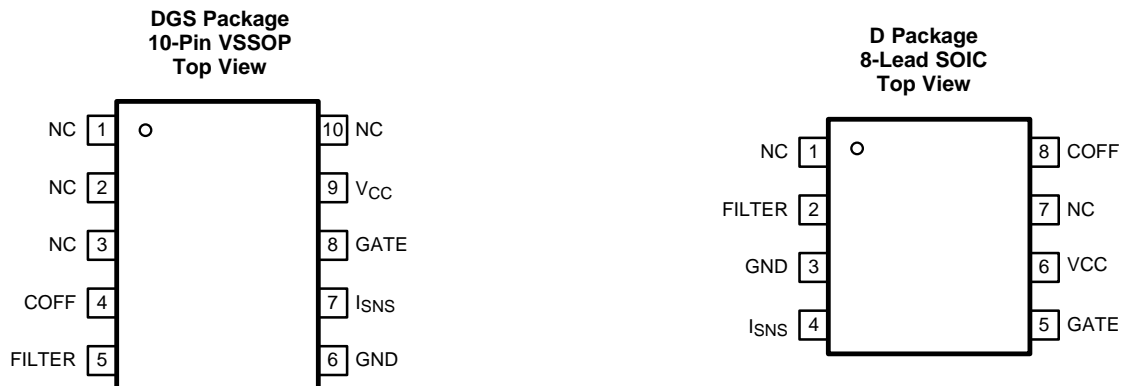 DGS Package
10-Pin VSSOP
Top View
NC 1
10 NC
NC 2
9 VCC
NC 3
8 GATE
COFF 4
7 ISNS
FILTER 5
6 GND
D Package
8-Lead SOIC
Top View
NC 1
8 COFF
FILTER 2
7 NC
GND 3
6 VCC
ISNS 4
5 GATE